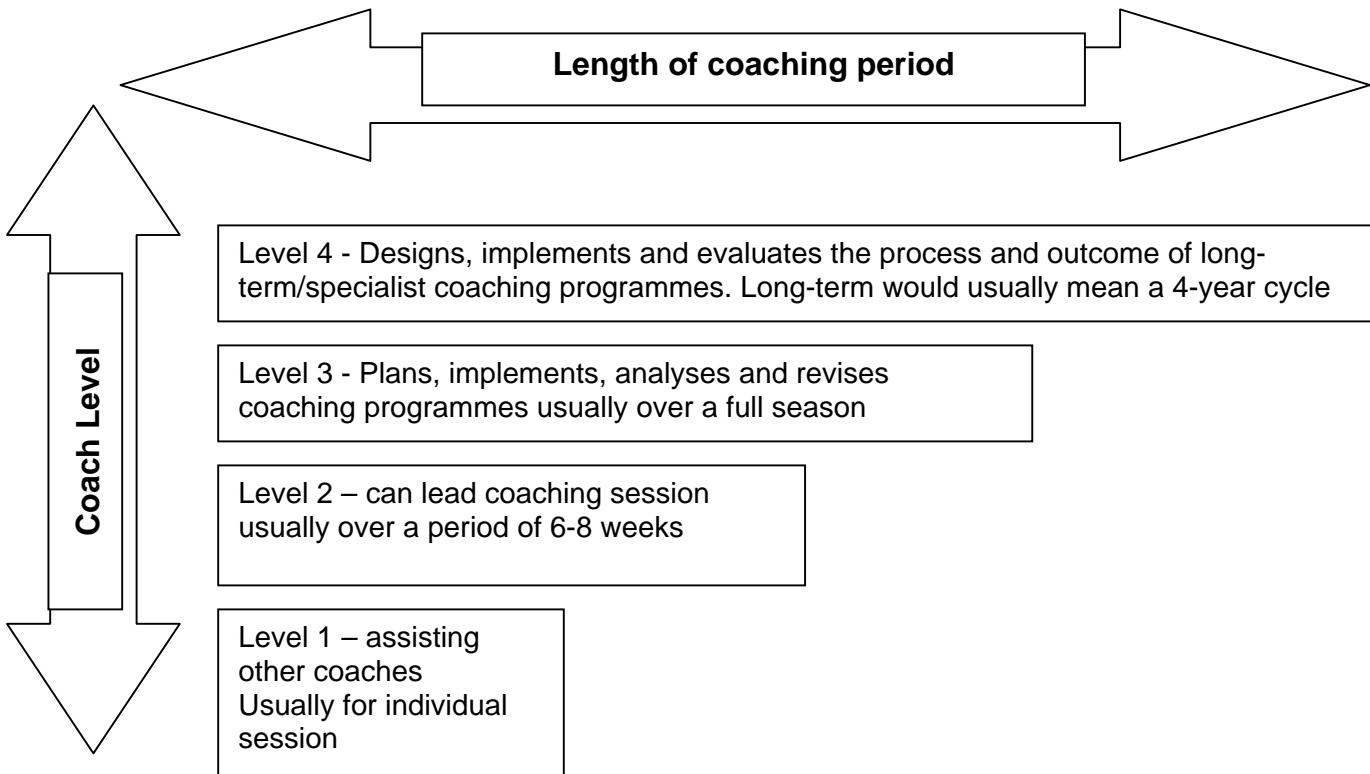 Length of coaching period
Coach Level
Level 4 - Designs, implements and evaluates the process and outcome of long-
term/specialist coaching programmes. Long-term would usually mean a 4-year cycle
Level 3 - Plans, implements, analyses and revises
coaching programmes usually over a full season
Level 2 – can lead coaching session
usually over a period of 6-8 weeks
Level 1 – assisting
other coaches
Usually for individual
session